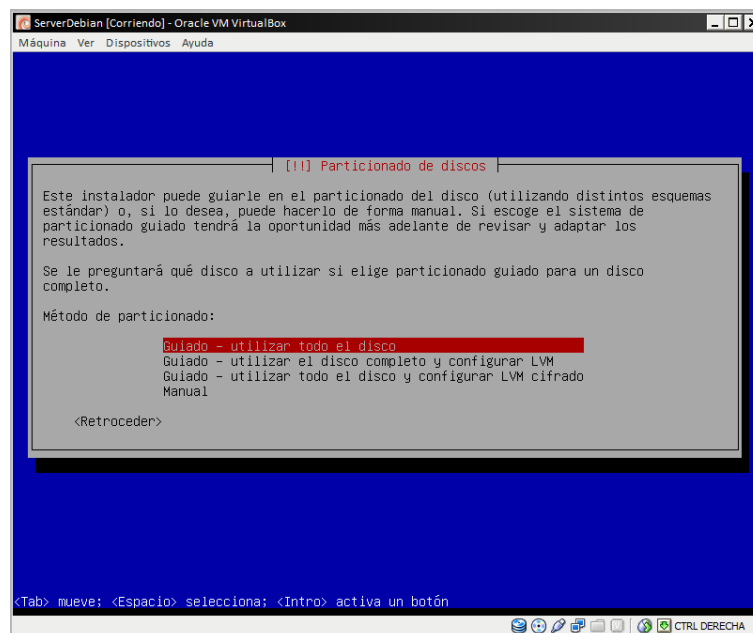 ServerDebian [Corriendo] - Oracle VM VirtualBox
Máquina Ver Dispositivos Ayuda
[!!] Particionado de discos
Este instalador puede guiarle en el particionado del disco (utilizando distintos esquemas
estándar) o, si lo desea, puede hacerlo de forma manual. Si escoge el sistema de
particionado guiado tendrá la oportunidad más adelante de revisar y adaptar los
resultados.
Se le preguntará qué disco a utilizar si elige particionado guiado para un disco
completo.
Método de particionado:
Guiado - utilizar todo el disco
Guiado - utilizar el disco completo y configurar LVM
Guiado - utilizar todo el disco y configurar LVM cifrado
Manual
<Retroceder>
<Tab> mueve; <Espacio> selecciona; <Intro> activa un botón
CTRL DERECHA